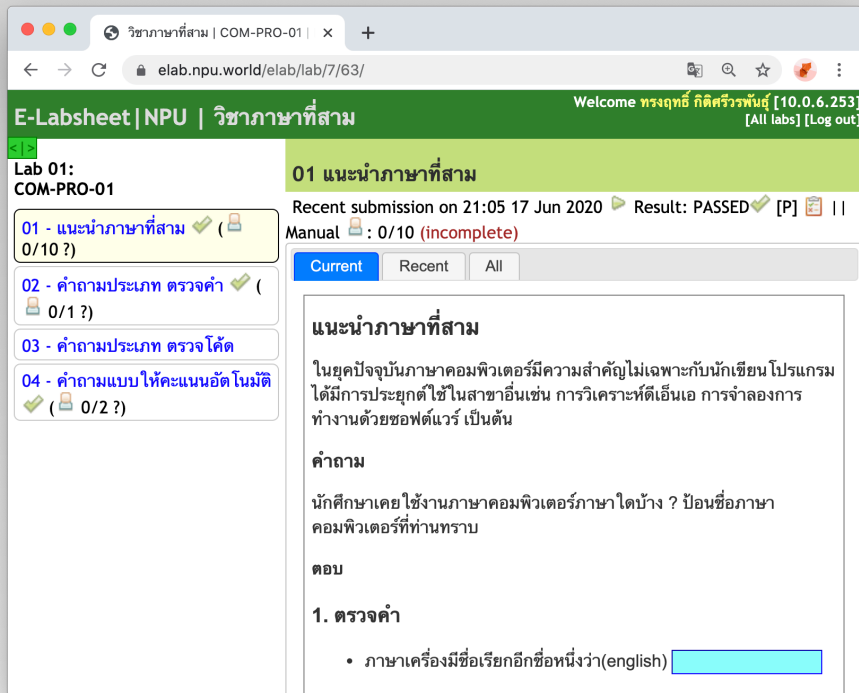 วิชาภาษาที่สาม | COM-PRO-01 |
elab.npu.world/elab/lab/7/63/
E-Labsheet|NPU | วิชาภาษาที่สาม
Welcome ทรงฤทธิ์ กิติศรีวรพันธุ์ [10.0.6.253]
[All labs] [Log out]
<|>
Lab 01:
COM-PRO-01
01 - แนะนำภาษาที่สาม (
0/10 ?)
02 - คำถามประเภท ตรวจคำ (
0/1 ?)
03 - คำถามประเภท ตรวจโค้ด
04 - คำถามแบบให้คะแนนอัตโนมัติ
( 0/2 ?)
01 แนะนำภาษาที่สาม
Recent submission on 21:05 17 Jun 2020 Result: PASSED [P] ||
Manual : 0/10 (incomplete)
Current Recent All
แนะนำภาษาที่สาม
ในยุคปัจจุบันภาษาคอมพิวเตอร์มีความสำคัญไม่เฉพาะกับนักเขียนโปรแกรม
ได้มีการประยุกต์ใช้ในสาขาอื่นเช่น การวิเคราะห์ดีเอ็นเอ การจำลองการ
ทำงานด้วยซอฟต์แวร์ เป็นต้น
คำถาม
นักศึกษาเคยใช้งานภาษาคอมพิวเตอร์ภาษาใดบ้าง ? ป้อนชื่อภาษา
คอมพิวเตอร์ที่ท่านทราบ
ตอบ
1. ตรวจคำ
• ภาษาเครื่องมีชื่อเรียกอีกชื่อหนึ่งว่า(english)